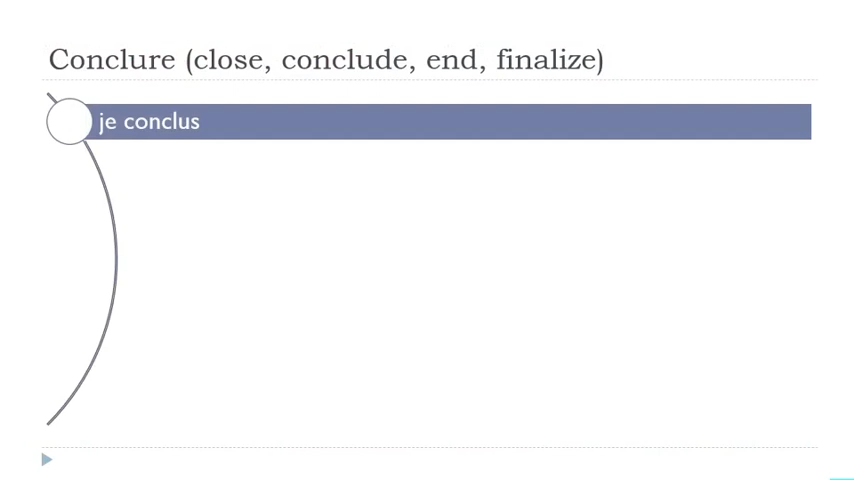 Conclure (close, conclude, end, finalize)
je conclus